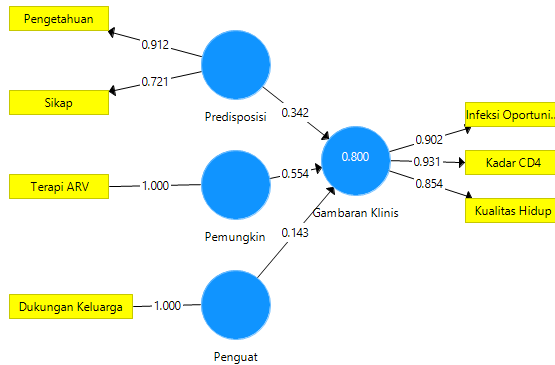 Pengetahuan
0.912
0.721
Sikap
Predisposisi
0.342
Terapi ARV
1.000
Pemungkin
0.554
0.800
Gambaran Klinis
0.143
Dukungan Keluarga
1.000
Penguat
0.902
Infeksi Oportuni...
0.931
Kadar CD4
0.854
Kualitas Hidup